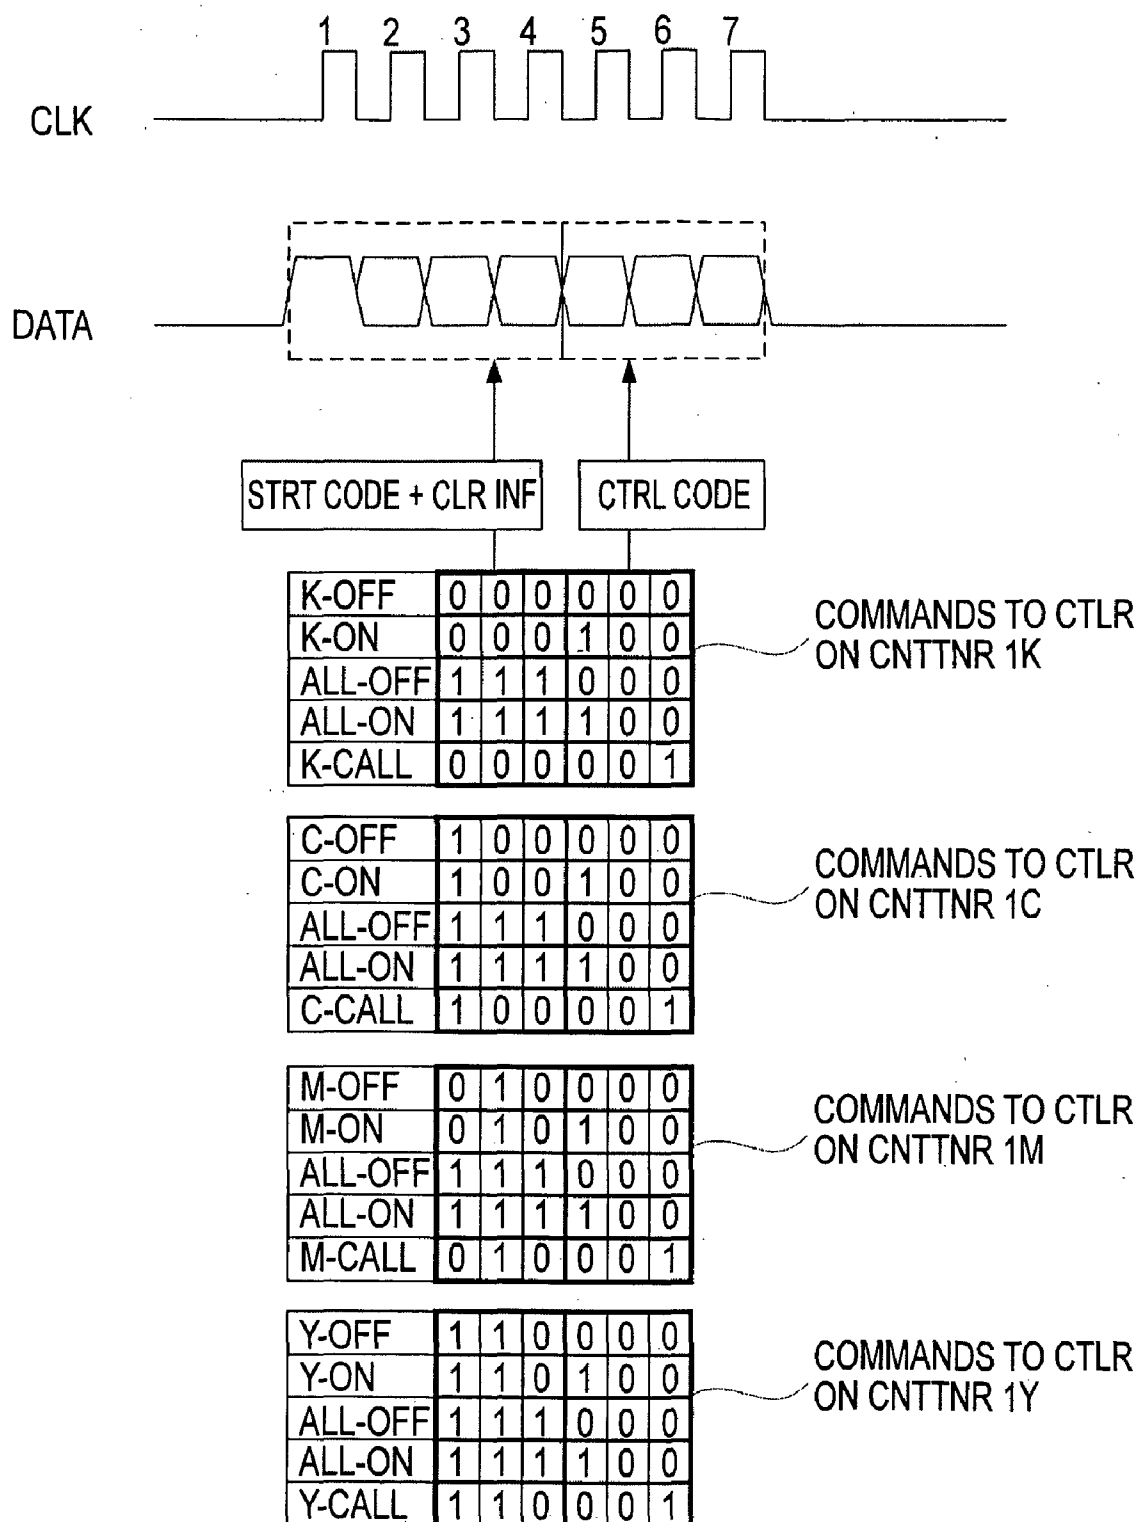 1 2 3 4 5 6 7
CLK
DATA
STRT CODE + CLR INF
CTRL CODE
K-OFF 0 0 0 0 0 0
K-ON 0 0 0 1 0 0
ALL-OFF 1 1 1 0 0 0
ALL-ON 1 1 1 1 0 0
K-CALL 0 0 0 0 0 1
COMMANDS TO CTLR
ON CNTTNR 1K
C-OFF 1 0 0 0 0 0
C-ON 1 0 0 1 0 0
ALL-OFF 1 1 1 0 0 0
ALL-ON 1 1 1 1 0 0
C-CALL 1 0 0 0 0 1
COMMANDS TO CTLR
ON CNTTNR 1C
M-OFF 0 1 0 0 0 0
M-ON 0 1 0 1 0 0
ALL-OFF 1 1 1 0 0 0
ALL-ON 1 1 1 1 0 0
M-CALL 0 1 0 0 0 1
COMMANDS TO CTLR
ON CNTTNR 1M
Y-OFF 1 1 0 0 0 0
Y-ON 1 1 0 1 0 0
ALL-OFF 1 1 1 0 0 0
ALL-ON 1 1 1 1 0 0
Y-CALL 1 1 0 0 0 1
COMMANDS TO CTLR
ON CNTTNR 1Y